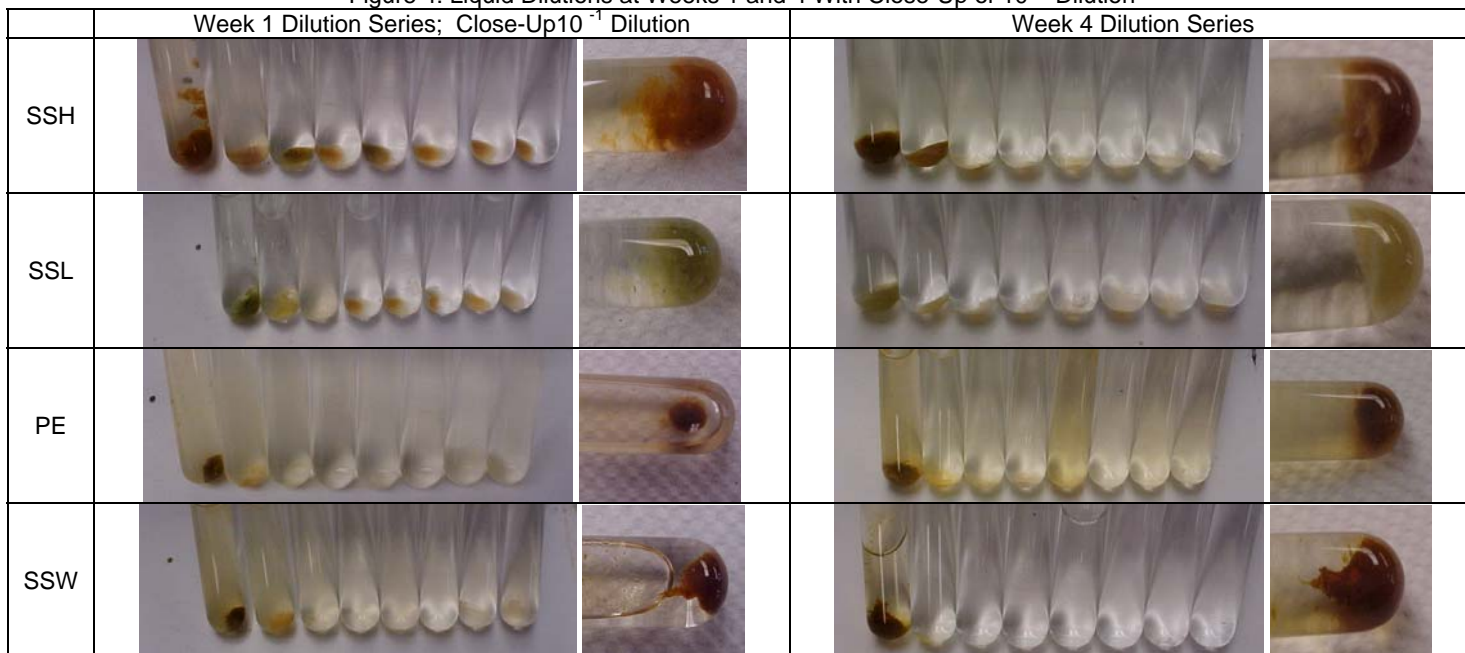 Week 1 Dilution Series; Close-Up10 -1 Dilution
Week 4 Dilution Series
SSH
SSL
PE
SSW